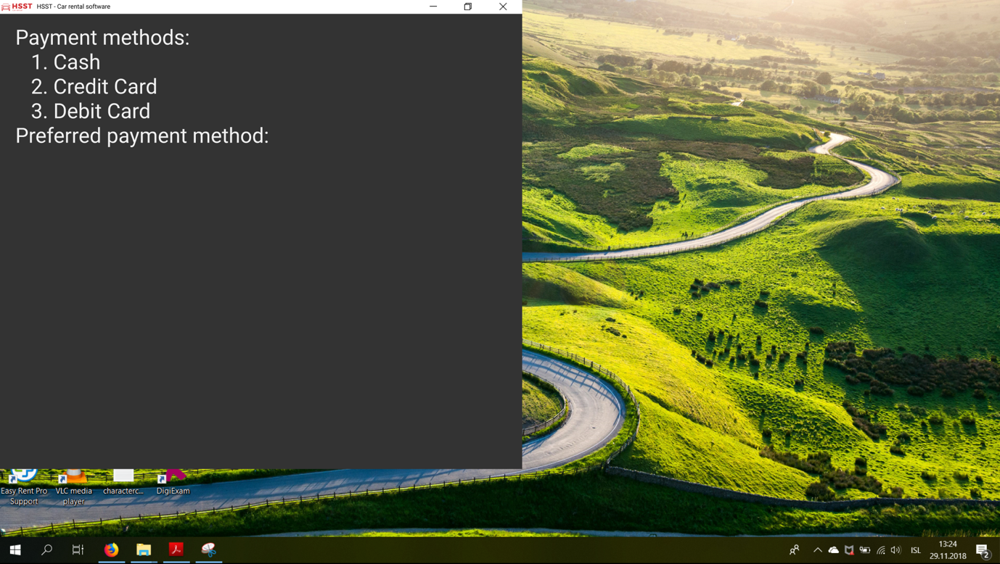 HSST HSST - Car rental software
Payment methods:
1. Cash
2. Credit Card
3. Debit Card
Preferred payment method:
Easy Rent Pro
Support
VLC media
player
characterc...
DigiExam
ISL
13:24
29.11.2018
2